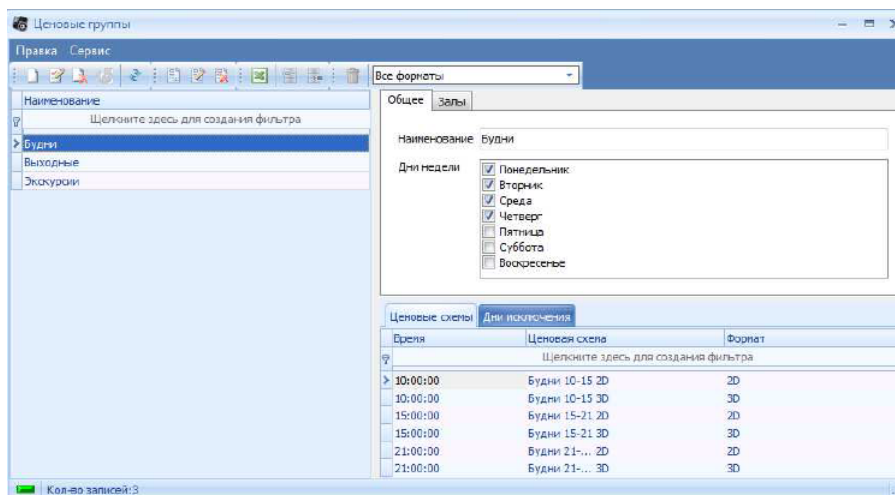 Ценовые группы
Правка Сервис
Все форматы
Наименование
Щелкните здесь для создания фильтра
Будни
Выходные
Экскурсии
Общее Залы
Наименование Будни
Дни недели
Понедельник
Вторник
Среда
Четверг
Пятница
Суббота
Воскресенье
Ценовые схемы Дни исключения
Время Ценовая схема Формат
Щелкните здесь для создания фильтра
10:00:00 Будни 10-15 2D 2D
10:00:00 Будни 10-15 3D 3D
15:00:00 Будни 15-21 2D 2D
15:00:00 Будни 15-21 3D 3D
21:00:00 Будни 21-... 2D 2D
21:00:00 Будни 21-... 3D 3D
Кол-во записей:3